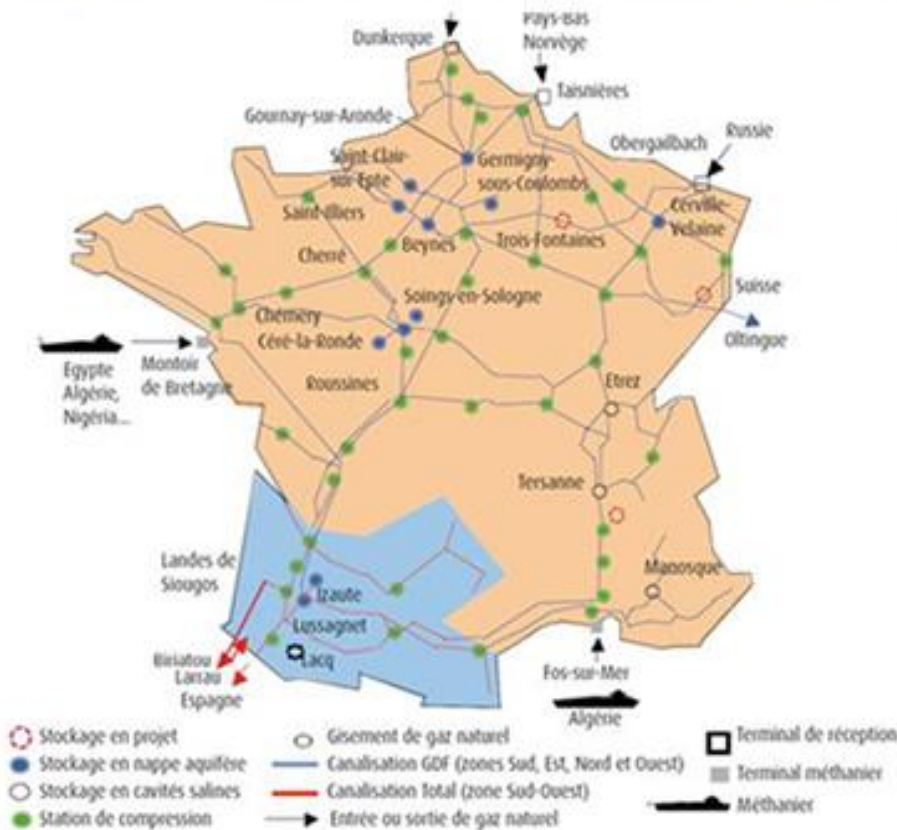 Dunkerque
Pays-Bas
Norvège
Taisnières
Gournay-sur-Aronde
Obergailbach
Russie
Saint-Clair-
sur-Epte
Germigny-
sous-Coulombs
Cerville-
Velaine
Saint-Illiers
Beynes
Trois-Fontaines
Cherré
Suisse
Soings-en-Sologne
Chémery
Céré-la-Ronde
Oltingue
Egypte
Algérie,
Nigéria...
Montoir
de Bretagne
Roussines
Etrez
Tersanne
Manosque
Landes de
Siougos
Izaute
Lussagnet
Lacq
Biriatou
Larrau
Espagne
Fos-sur-Mer
Algérie
Stockage en projet
Stockage en nappe aquifère
Stockage en cavités salines
Station de compression
Gisement de gaz naturel
Canalisation GDF (zones Sud, Est, Nord et Ouest)
Canalisation Total (zone Sud-Ouest)
Entrée ou sortie de gaz naturel
Terminal de réception
Terminal méthanier
Méthanier